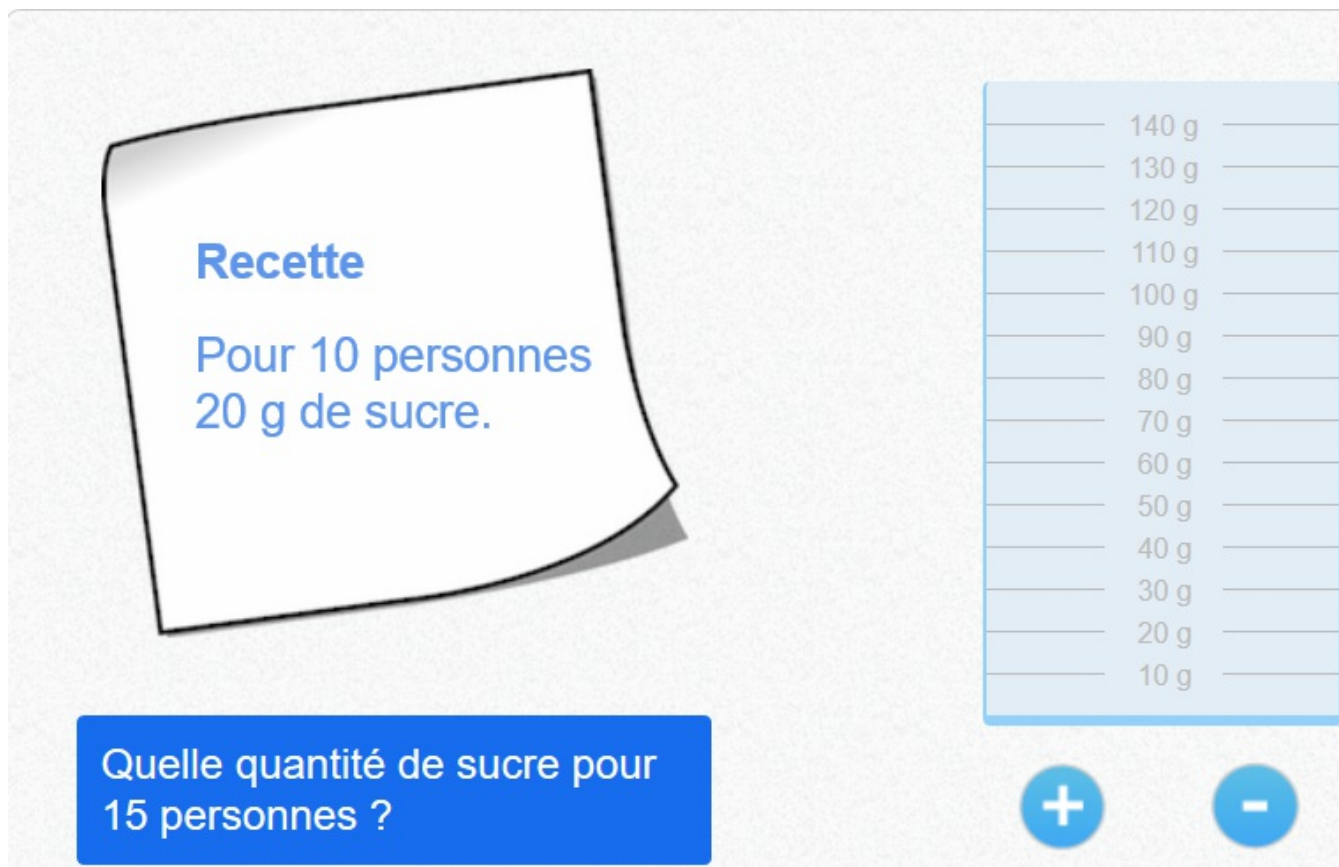 Recette
Pour 10 personnes
20 g de sucre.
Quelle quantité de sucre pour
15 personnes ?
140 g
130 g
120 g
110 g
100 g
90 g
80 g
70 g
60 g
50 g
40 g
30 g
20 g
10 g
+ -